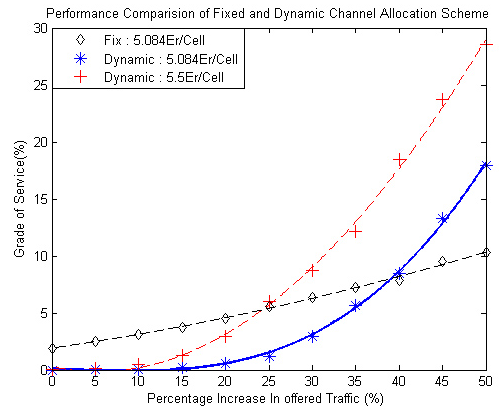 Performance Comparision of Fixed and Dynamic Channel Allocation Scheme
30
25
20
15
10
5
0
Grade of Service(%)
Fix : 5.084Er/Cell
Dynamic : 5.084Er/Cell
Dynamic : 5.5Er/Cell
0 5 10 15 20 25 30 35 40 45 50
Percentage Increase In offered Traffic (%)